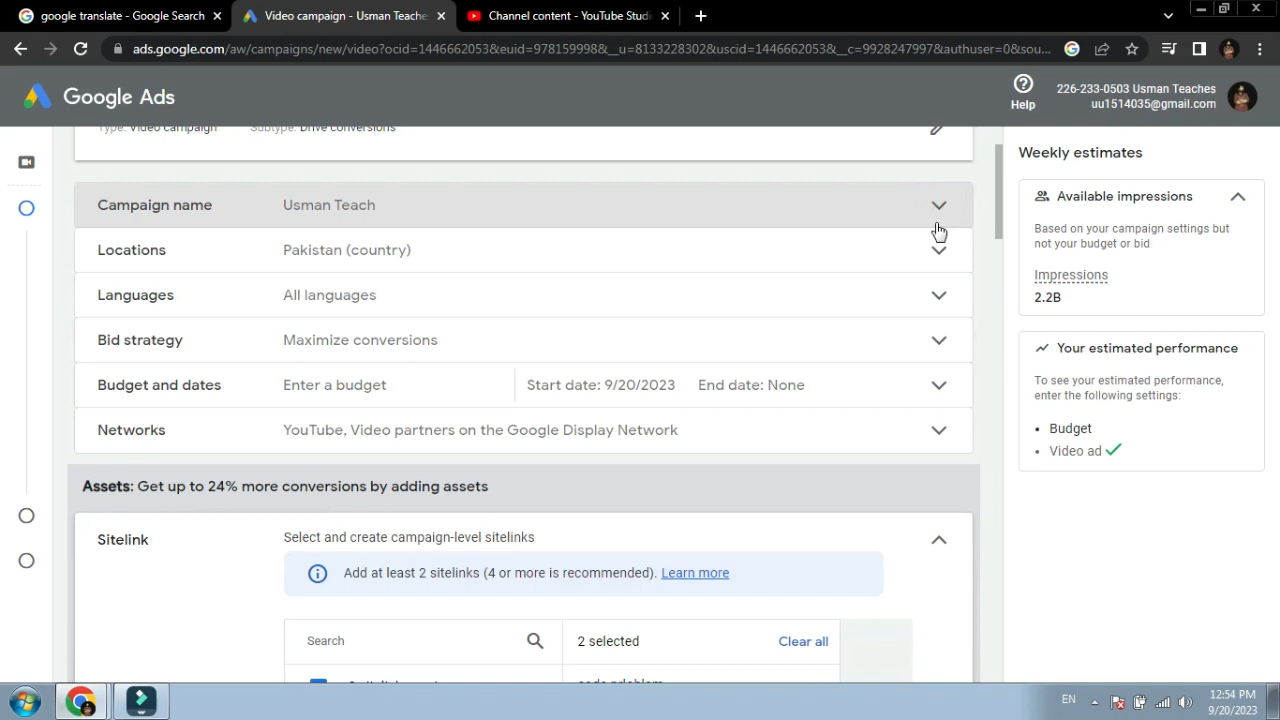 google translate - Google Search
Video campaign - Usman Teache
Channel content - YouTube Studi
ads.google.com/aw/campaigns/new/video?ocid=1446662053&euid=978159998&__u=8133228302&uscid=1446662053&__c=9928247997&authuser=0&sou...
Google Ads
Help
226-233-0503 Usman Teaches
uu1514035@gmail.com
Type: Video campaign Subtype: Drive conversions
Campaign name Usman Teach
Locations Pakistan (country)
Languages All languages
Bid strategy Maximize conversions
Budget and dates Enter a budget Start date: 9/20/2023 End date: None
Networks YouTube, Video partners on the Google Display Network
Assets: Get up to 24% more conversions by adding assets
Sitelink Select and create campaign-level sitelinks
Add at least 2 sitelinks (4 or more is recommended). Learn more
Search 2 selected Clear all
Weekly estimates
Available impressions
Based on your campaign settings but
not your budget or bid
Impressions
2.2B
Your estimated performance
To see your estimated performance,
enter the following settings:
• Budget
• Video ad
EN
12:54 PM
9/20/2023